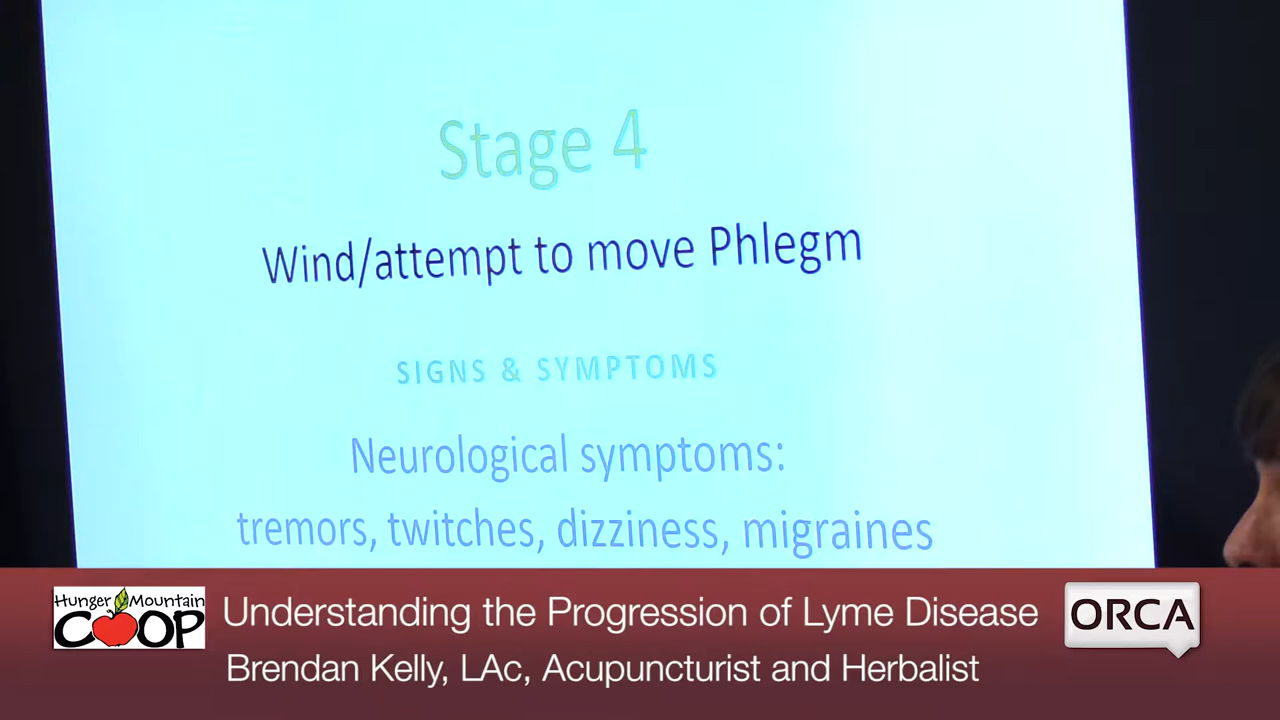 Stage 4
Wind/attempt to move Phlegm
SIGNS & SYMPTOMS
Neurological symptoms:
tremors, twitches, dizziness, migraines
Hunger Mountain
COOP
Understanding the Progression of Lyme Disease
Brendan Kelly, LAc, Acupuncturist and Herbalist
ORCA